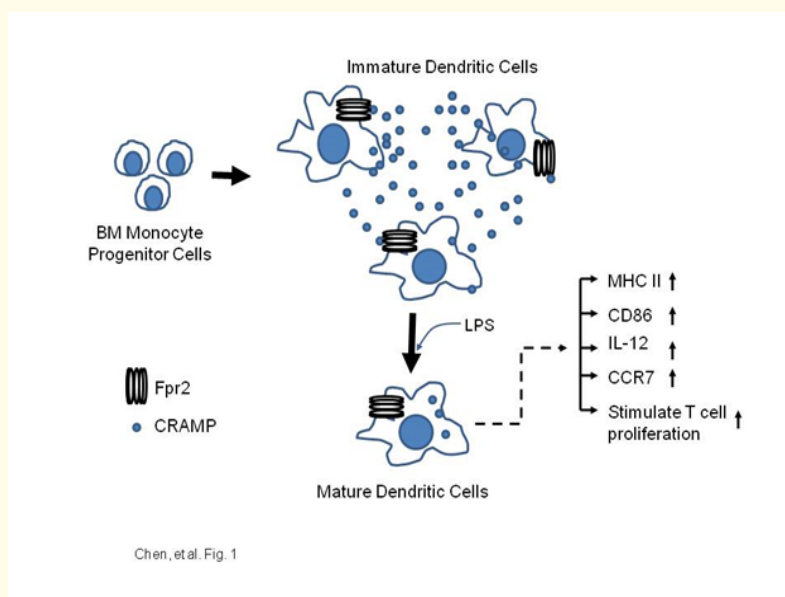 Immature Dendritic Cells
BM Monocyte
Progenitor Cells
LPS
MHC II
CD86
IL-12
CCR7
Stimulate T cell
proliferation
Fpr2
CRAMP
Mature Dendritic Cells
Chen, et al. Fig. 1